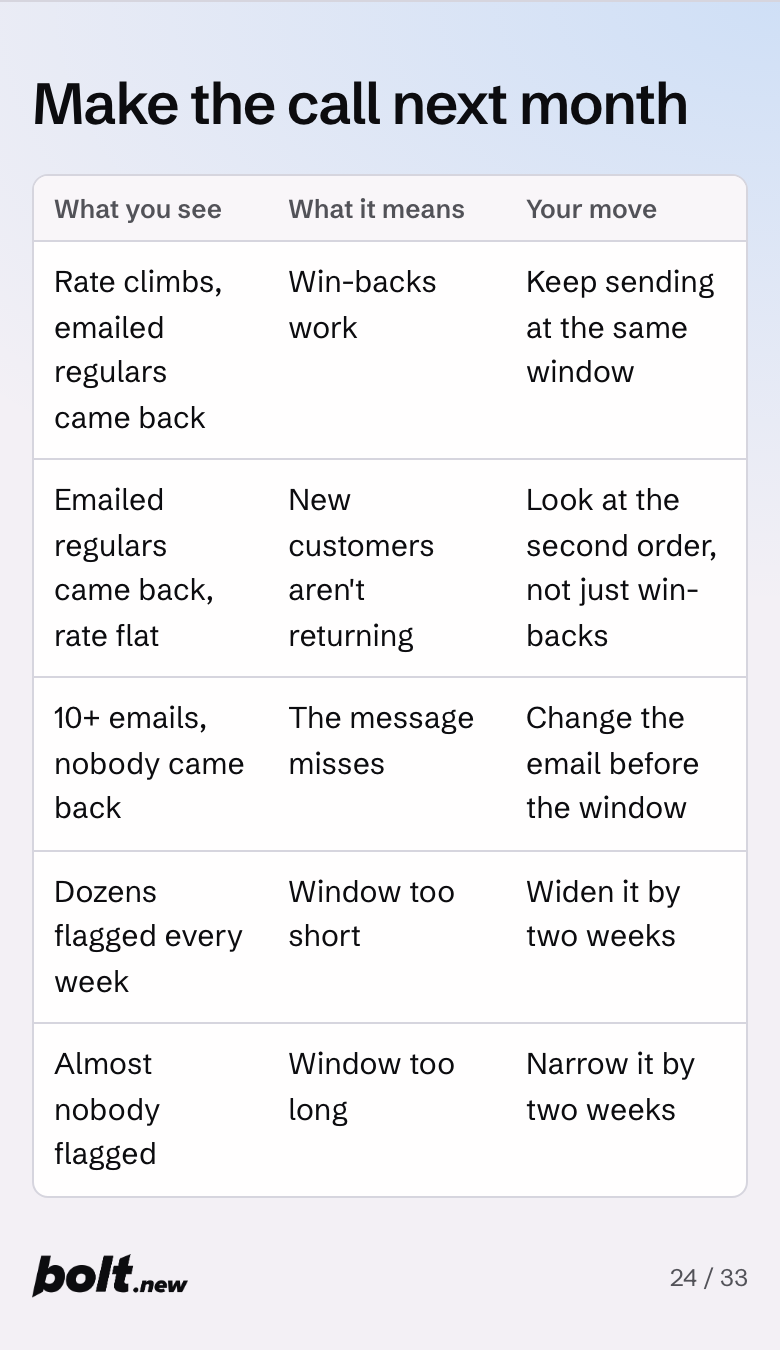 Make the call next month
What you see
What it means
Your move
Rate climbs,
emailed
regulars
came back
Win-backs
work
Keep sending
at the same
window
Emailed
regulars
came back,
rate flat
New
customers
aren't
returning
Look at the
second order,
not just win-
backs
10+ emails,
nobody came
back
The message
misses
Change the
email before
the window
Dozens
flagged every
week
Window too
short
Widen it by
two weeks
Almost
nobody
flagged
Window too
long
Narrow it by
two weeks
bolt.new
24 / 33